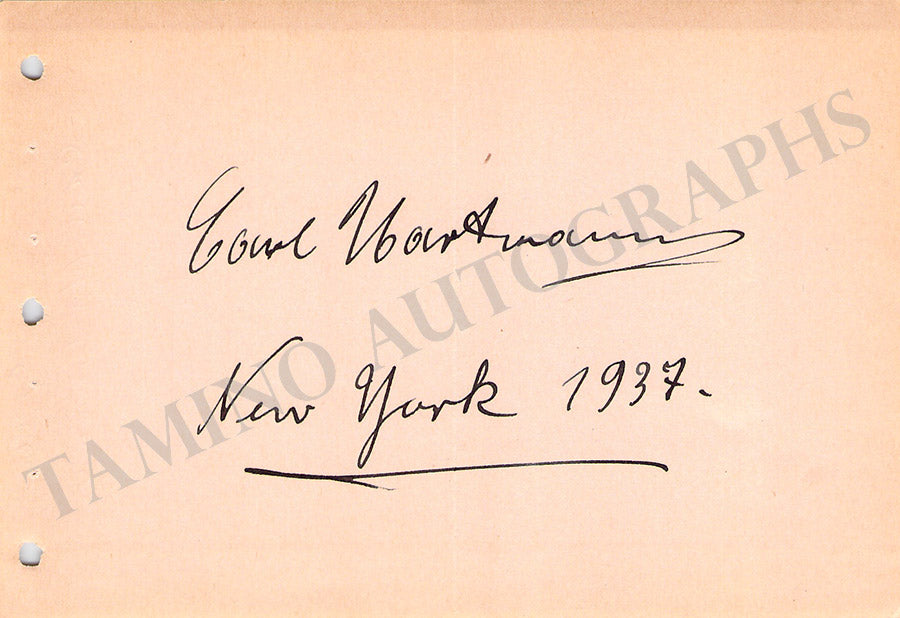 Carl Hartmann
New York 1937.
TAMINO AUTOGRAPHS